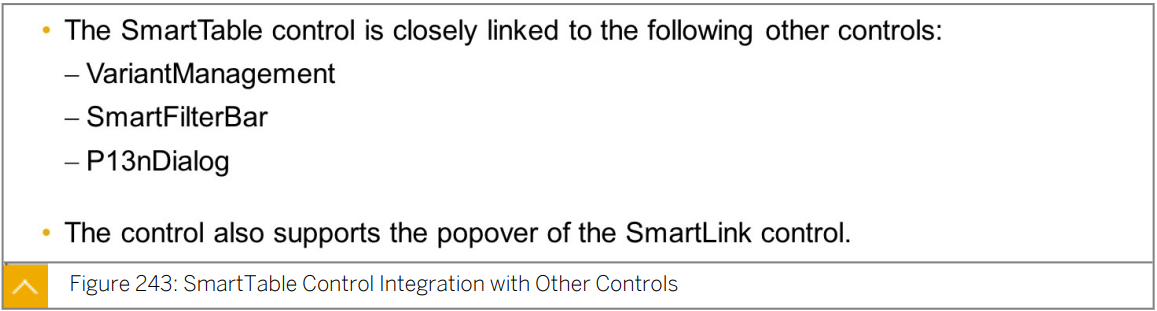 • The SmartTable control is closely linked to the following other controls:
– VariantManagement
– SmartFilterBar
– P13nDialog
• The control also supports the popover of the SmartLink control.
Figure 243: SmartTable Control Integration with Other Controls